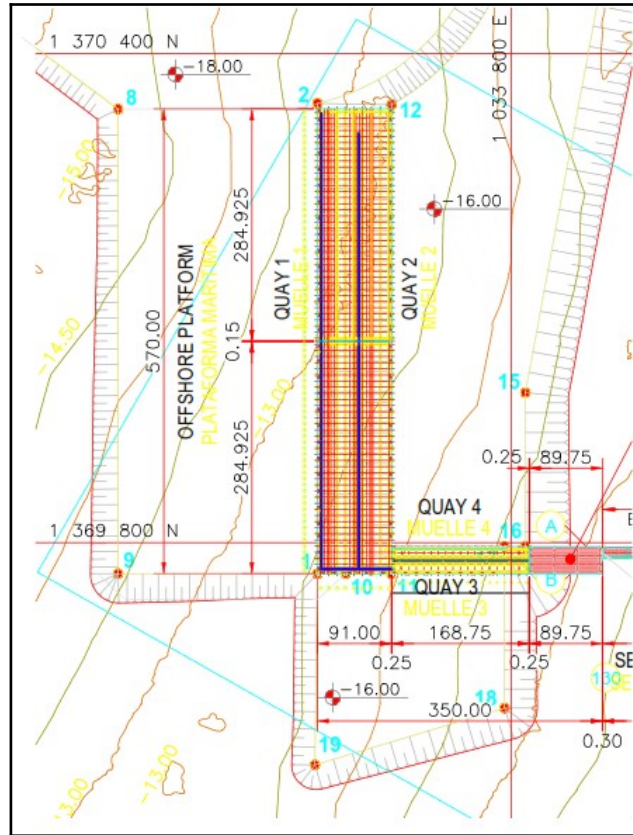 1 370 400 N
-18.00
8
2
12
1 033 800 E
-15.00
-16.00
284.925
OFFSHORE PLATFORM
PLATAFORMA MARITIMA
570.00
QUAY 1
MUELLE 1
QUAY 2
MUELLE 2
0.15
-14.50
-13.00
15
284.925
0.25
89.75
QUAY 4
MUELLE 4
1 369 800 N
16
A
9
1
10
11
B
QUAY 3
MUELLE 3
91.00
168.75
89.75
0.25
0.25
SE
-16.00
18
130
350.00
0.30
19
-13.00
13.00